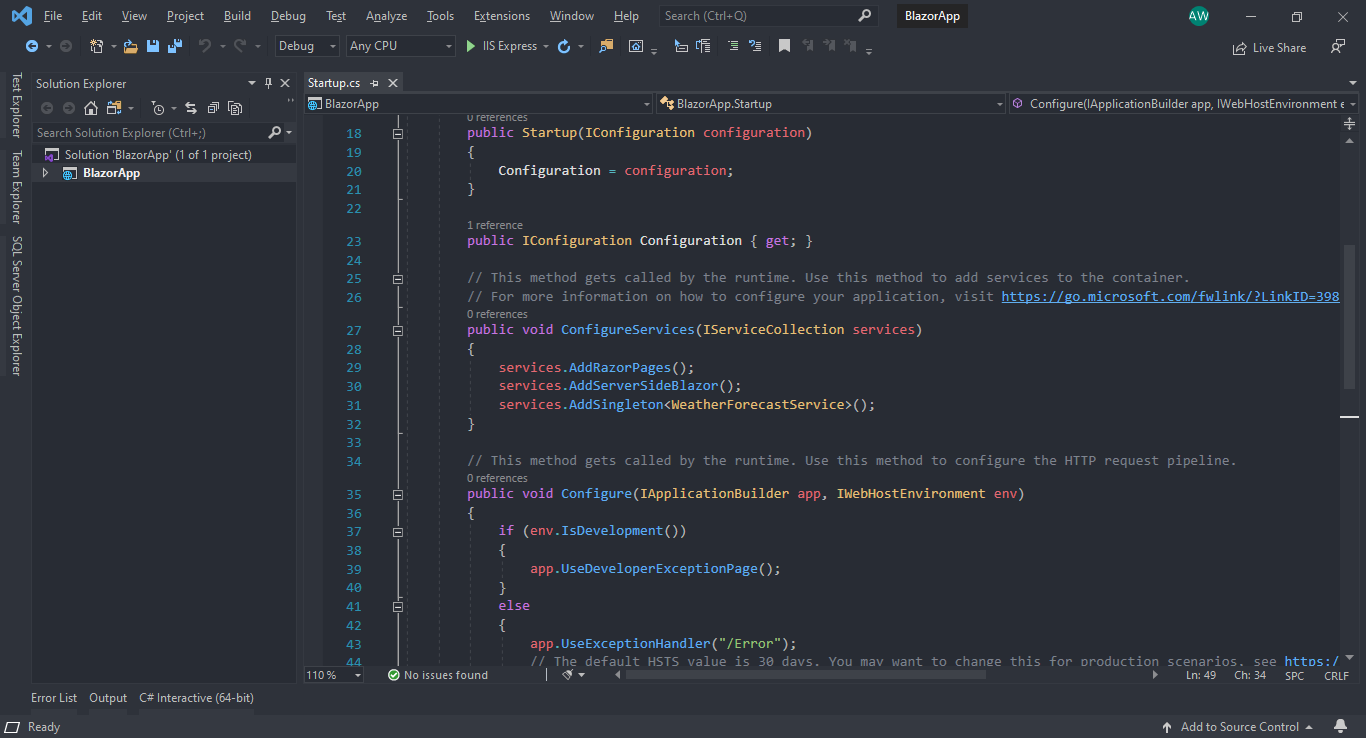 File Edit View Project Build Debug Test Analyze Tools Extensions Window Help Search (Ctrl+Q) BlazorApp AW
Debug Any CPU IIS Express Live Share
Test Explorer
Team Explorer
SQL Server Object Explorer
Solution Explorer
Search Solution Explorer (Ctrl+;)
Solution 'BlazorApp' (1 of 1 project)
BlazorApp
Startup.cs
BlazorApp BlazorApp.Startup Configure(IApplicationBuilder app, IWebHostEnvironment e
0 references
18 public Startup(IConfiguration configuration)
19 {
20 Configuration = configuration;
21 }
22
1 reference
23 public IConfiguration Configuration { get; }
24
25 // This method gets called by the runtime. Use this method to add services to the container.
26 // For more information on how to configure your application, visit https://go.microsoft.com/fwlink/?LinkID=398
0 references
27 public void ConfigureServices(IServiceCollection services)
28 {
29 services.AddRazorPages();
30 services.AddServerSideBlazor();
31 services.AddSingleton<WeatherForecastService>();
32 }
33
34 // This method gets called by the runtime. Use this method to configure the HTTP request pipeline.
0 references
35 public void Configure(IApplicationBuilder app, IWebHostEnvironment env)
36 {
37 if (env.IsDevelopment())
38 {
39 app.UseDeveloperExceptionPage();
40 }
41 else
42 {
43 app.UseExceptionHandler("/Error");
44 // The default HSTS value is 30 days. You may want to change this for production scenarios, see https:/
110 % No issues found Ln: 49 Ch: 34 SPC CRLF
Error List Output C# Interactive (64-bit)
Ready Add to Source Control